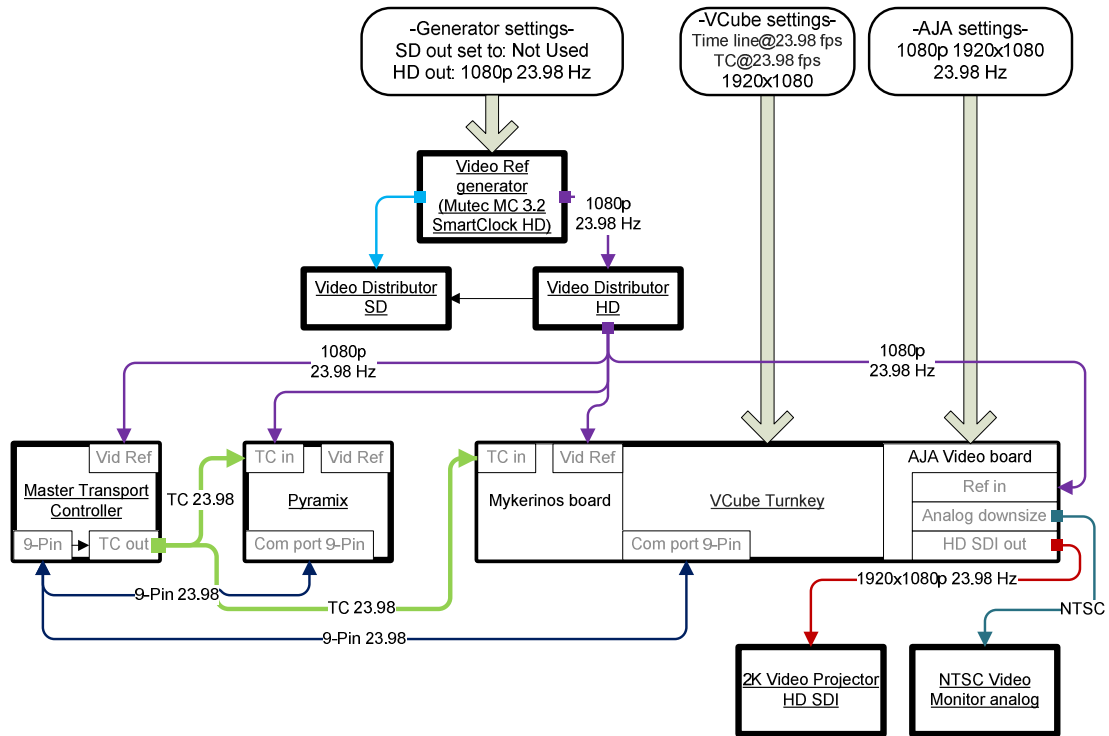 -Generator settings-
SD out set to: Not Used
HD out: 1080p 23.98 Hz
-VCube settings-
Time line@23.98 fps
TC@23.98 fps
1920x1080
-AJA settings-
1080p 1920x1080
23.98 Hz
Video Ref
generator
(Mutec MC 3.2
SmartClock HD)
1080p
23.98 Hz
Video Distributor
SD
Video Distributor
HD
1080p
23.98 Hz
1080p
23.98 Hz
Vid Ref
Master Transport
Controller
9-Pin
TC out
TC 23.98
TC in
Vid Ref
Pyramix
Com port 9-Pin
TC in
Vid Ref
Mykerinos board
VCube Turnkey
Com port 9-Pin
AJA Video board
Ref in
Analog downsize
HD SDI out
9-Pin 23.98
TC 23.98
9-Pin 23.98
1920x1080p 23.98 Hz
NTSC
2K Video Projector
HD SDI
NTSC Video
Monitor analog